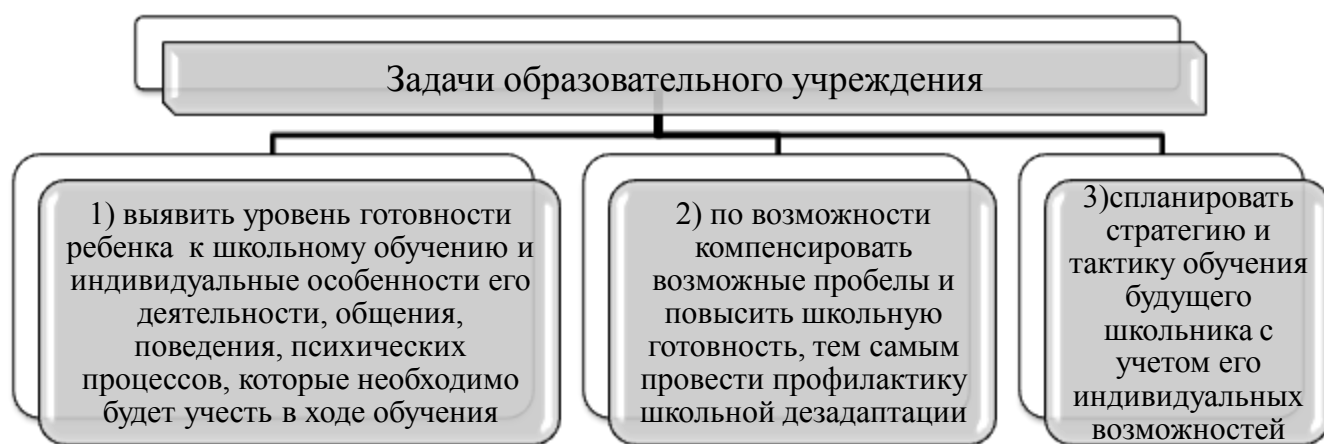 Задачи образовательного учреждения
1) выявить уровень готовности
ребенка к школьному обучению и
индивидуальные особенности его
деятельности, общения,
поведения, психических
процессов, которые необходимо
будет учесть в ходе обучения
2) по возможности
компенсировать
возможные пробелы и
повысить школьную
готовность, тем самым
провести профилактику
школьной дезадаптации
3)спланировать
стратегию и
тактику обучения
будущего
школьника с
учетом его
индивидуальных
возможностей